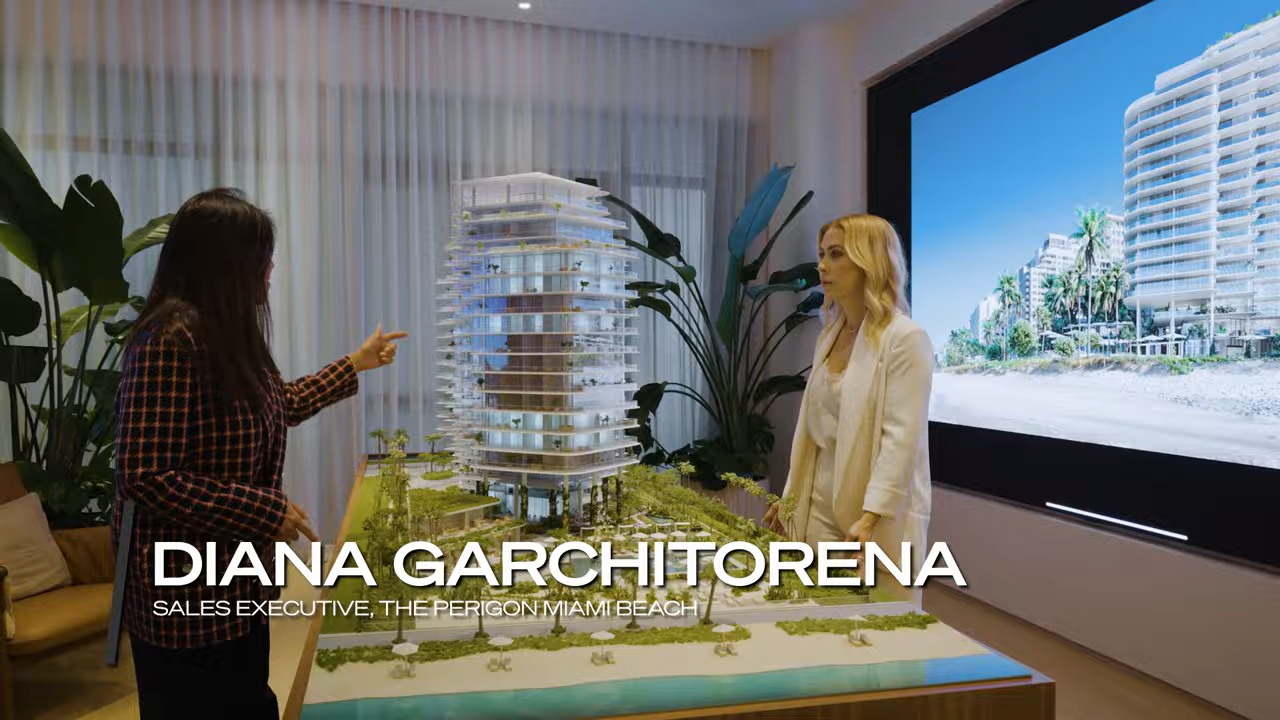 DIANA GARCHITORENA
SALES EXECUTIVE, THE PERIGON MIAMI BEACH